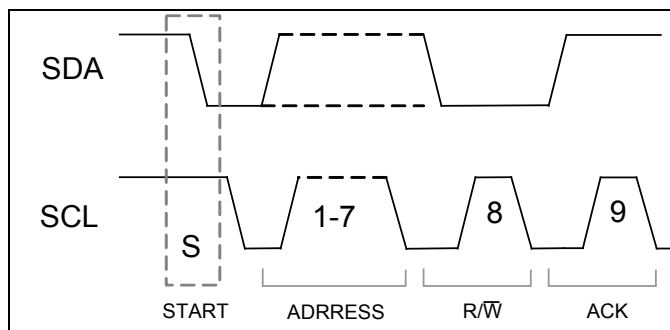 SDA
SCL
S
1-7
8
9
START
ADRRESS
R/W̅
ACK